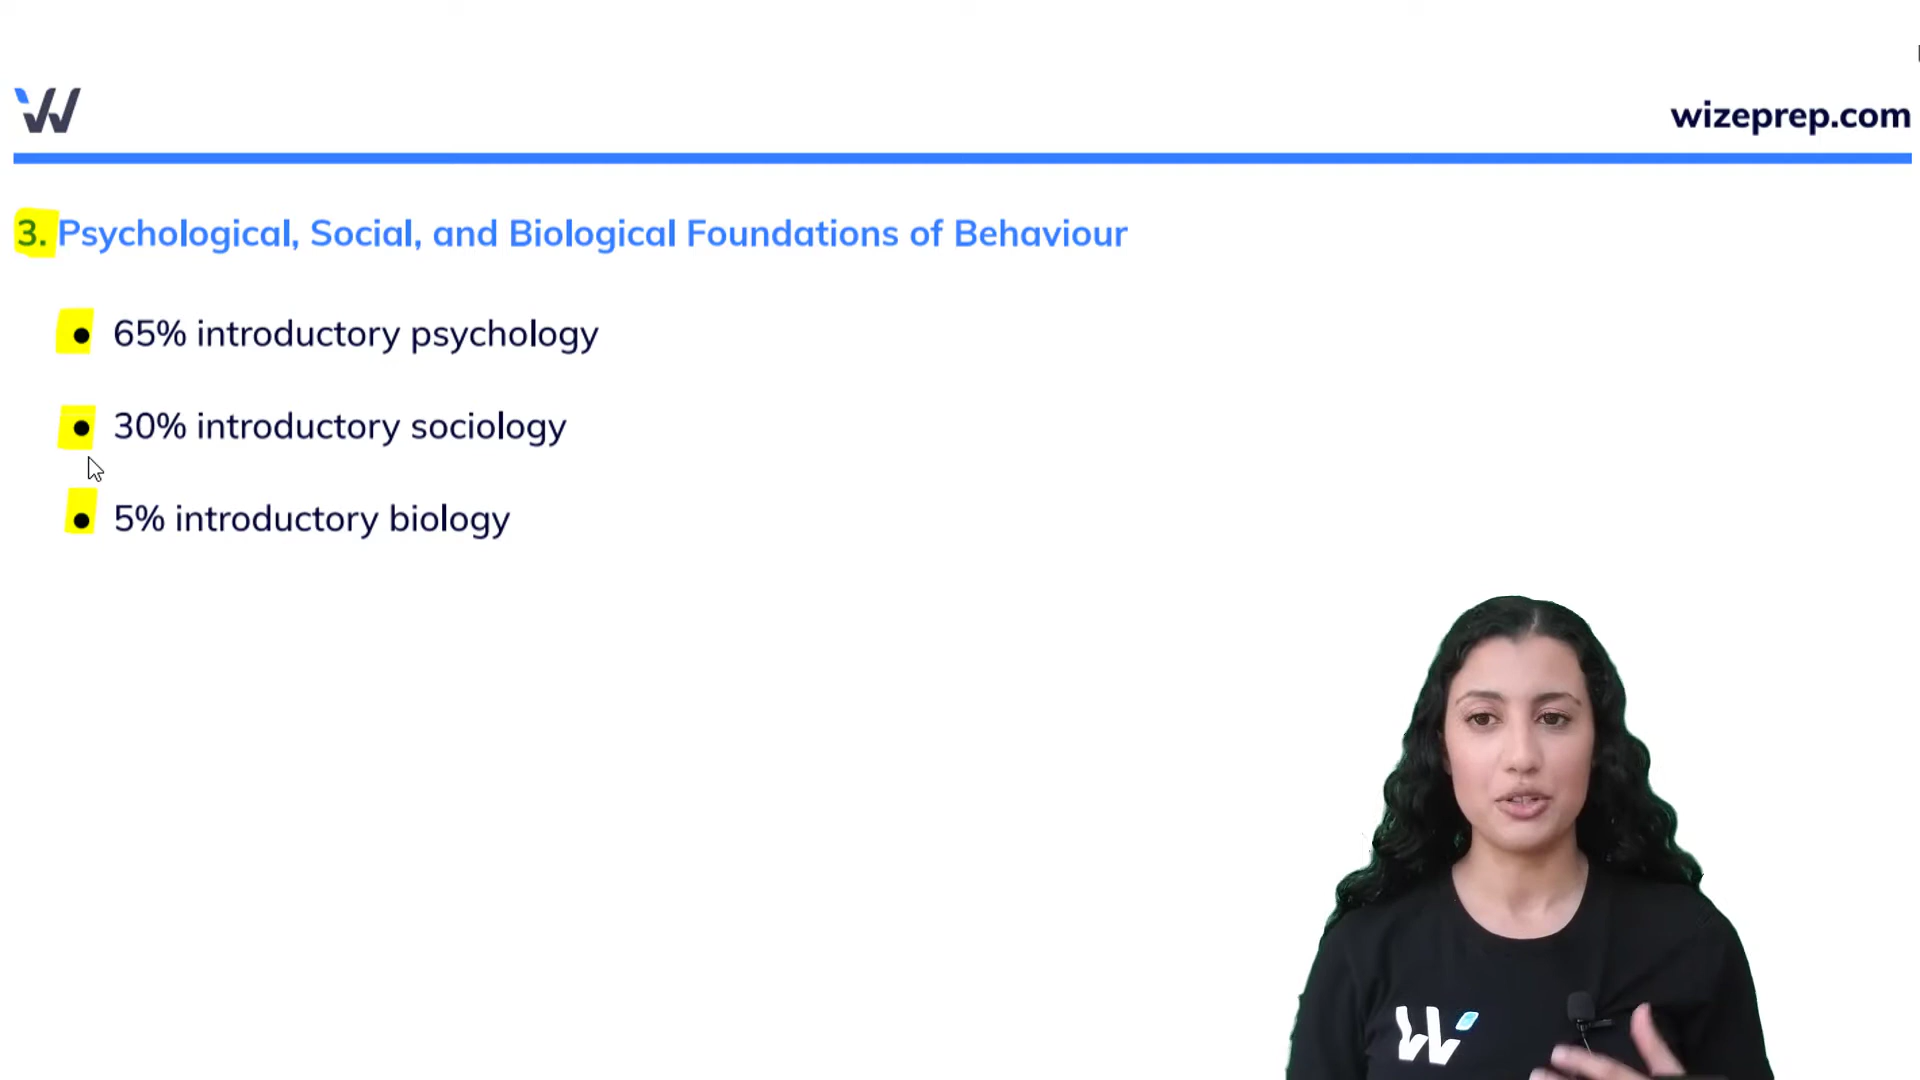 W
wizeprep.com
3. Psychological, Social, and Biological Foundations of Behaviour
● 65% introductory psychology
● 30% introductory sociology
● 5% introductory biology
W